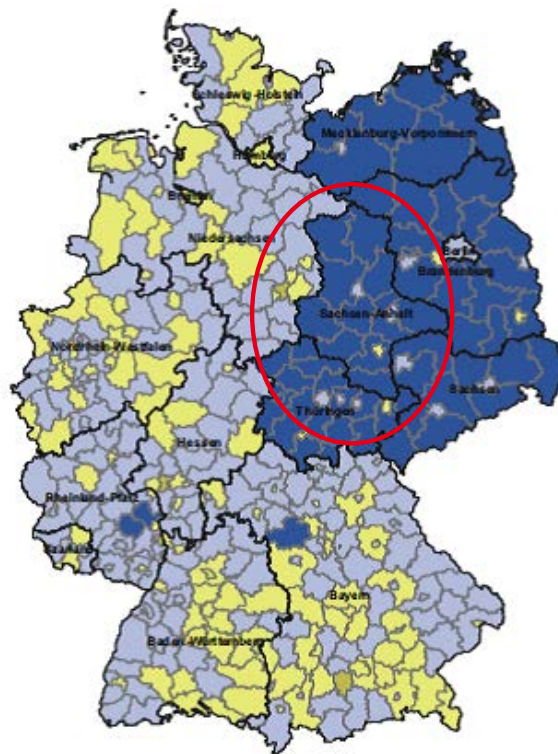 Schleswig-Holstein
Mecklenburg-Vorpommern
Hamburg
Bremen
Niedersachsen
Berlin
Brandenburg
Sachsen-Anhalt
Nordrhein-Westfalen
Sachsen
Thüringen
Hessen
Rheinland-Pfalz
Saarland
Bayern
Baden-Württemberg